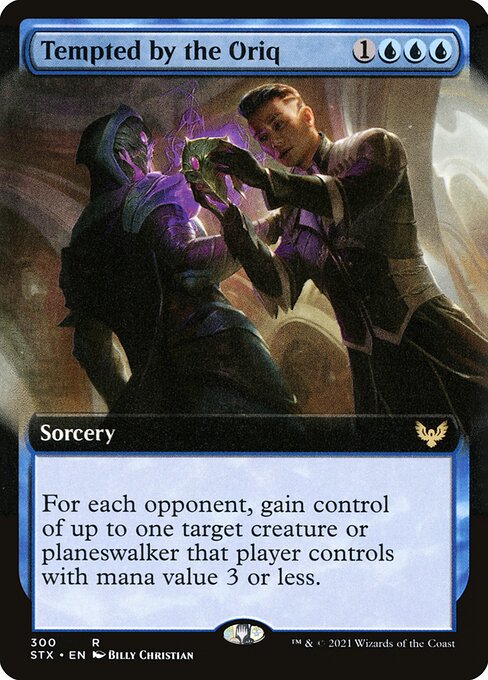 Tempted by the Oriq 1
Sorcery
For each opponent, gain control
of up to one target creature or
planeswalker that player controls
with mana value 3 or less.
300 R
STX • EN Billy Christian
™ & © 2021 Wizards of the Coast